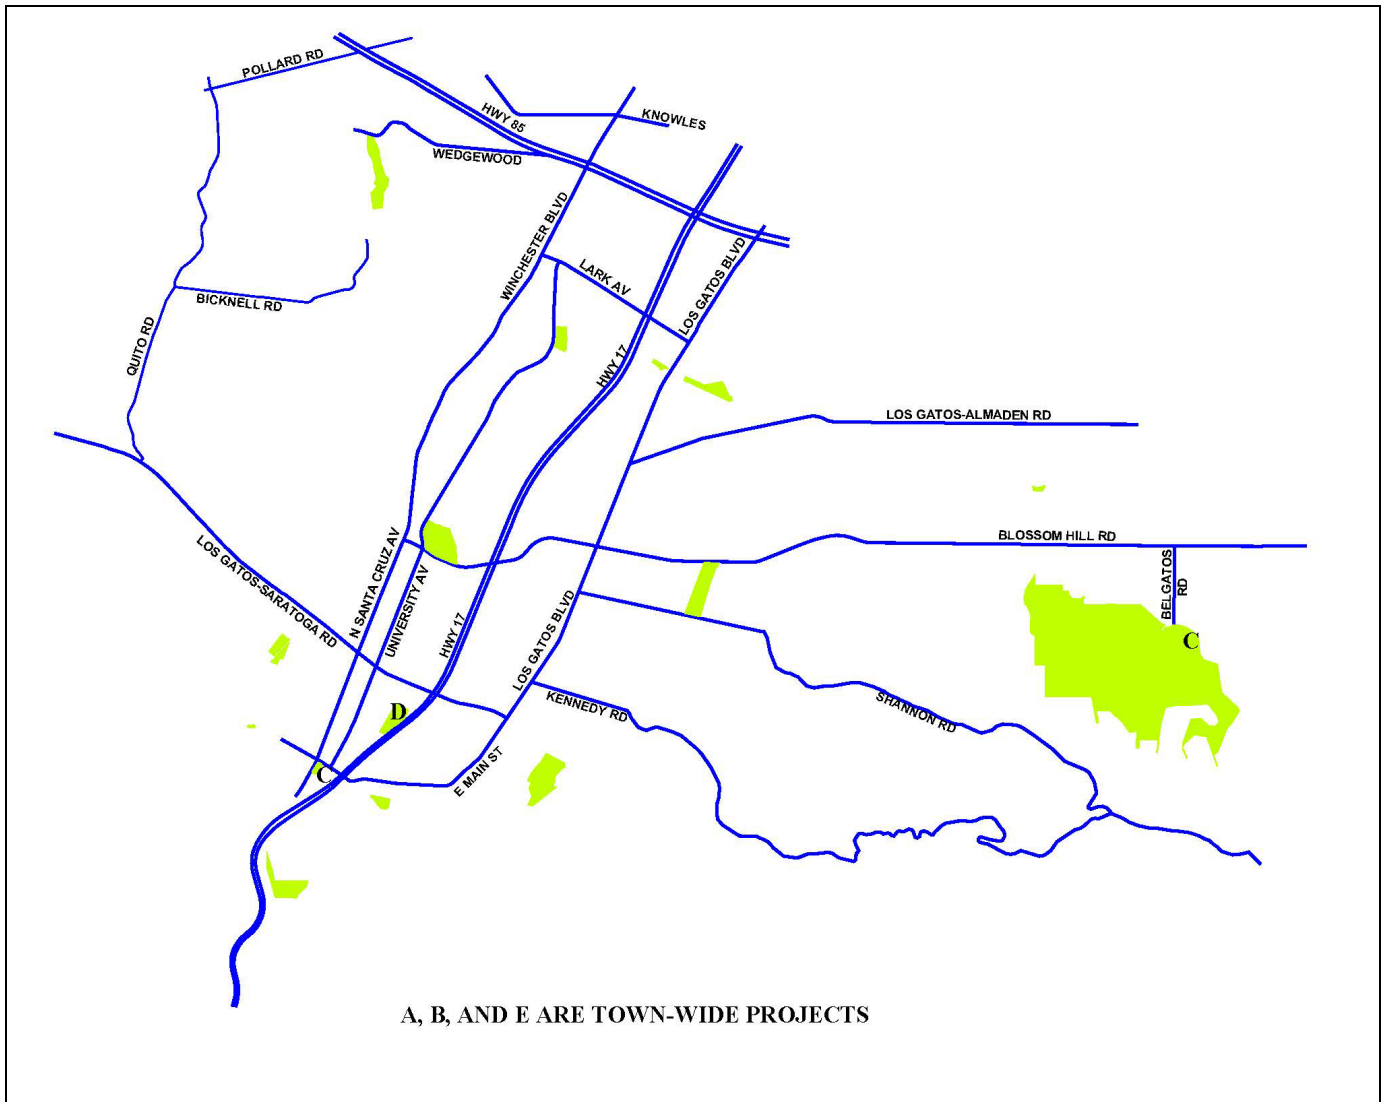 POLLARD RD
HWY 85
KNOWLES
WEDGEWOOD
WINCHESTER BLVD
LARK AV
LOS GATOS BLVD
BICKNELL RD
QUITO RD
HWY 17
LOS GATOS-ALMADEN RD
BLOSSOM HILL RD
LOS GATOS-SARATOGA RD
N SANTA CRUZ AV
UNIVERSITY AV
HWY 17
LOS GATOS BLVD
BELGATOS
RD
C
KENNEDY RD
SHANNON RD
D
C
E MAIN ST
A, B, AND E ARE TOWN-WIDE PROJECTS